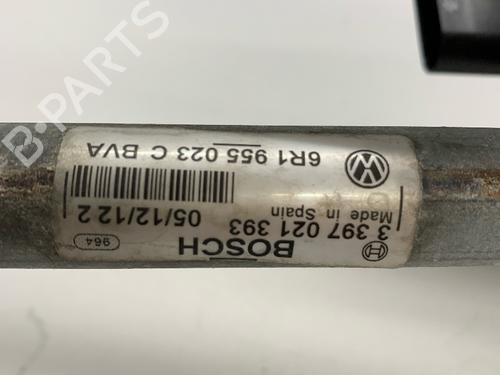 6R1 955 023 C BVA
05/12/12 2
3 397 021 393
Made in Spain
BOSCH
964
B-PARTS